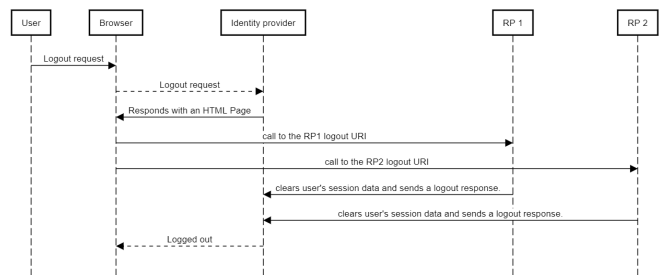 User
Browser
Identity provider
RP 1
RP 2
Logout request
Logout request
Responds with an HTML Page
call to the RP1 logout URI
call to the RP2 logout URI
clears user's session data and sends a logout response.
clears user's session data and sends a logout response.
Logged out